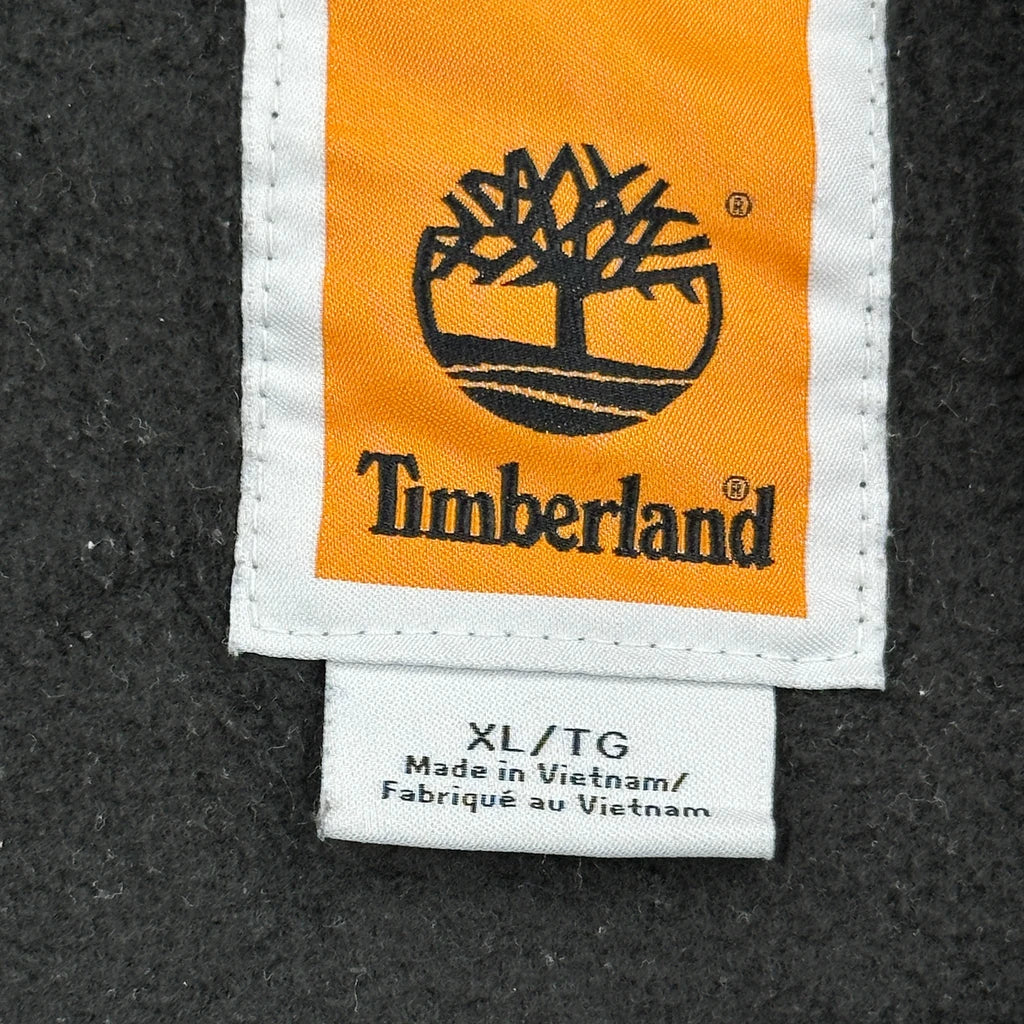 ®
Timberland®
XL/TG
Made in Vietnam/
Fabriqué au Vietnam